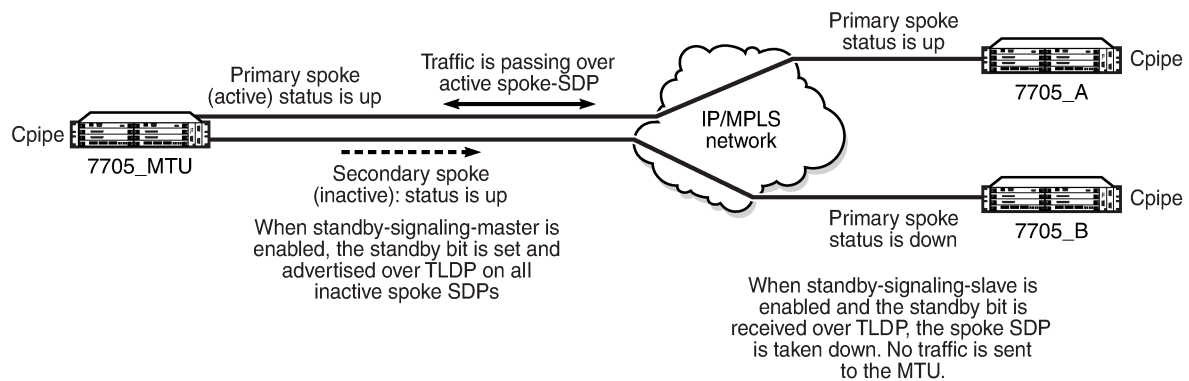 Primary spoke
status is up
Cpipe
7705_A
Traffic is passing over
active spoke-SDP
Primary spoke
(active) status is up
IP/MPLS
network
Cpipe
7705_MTU
Secondary spoke
(inactive): status is up
When standby-signaling-master is
enabled, the standby bit is set and
advertised over TLDP on all
inactive spoke SDPs
Cpipe
7705_B
Primary spoke
status is down
When standby-signaling-slave is
enabled and the standby bit is
received over TLDP, the spoke SDP
is taken down. No traffic is sent
to the MTU.